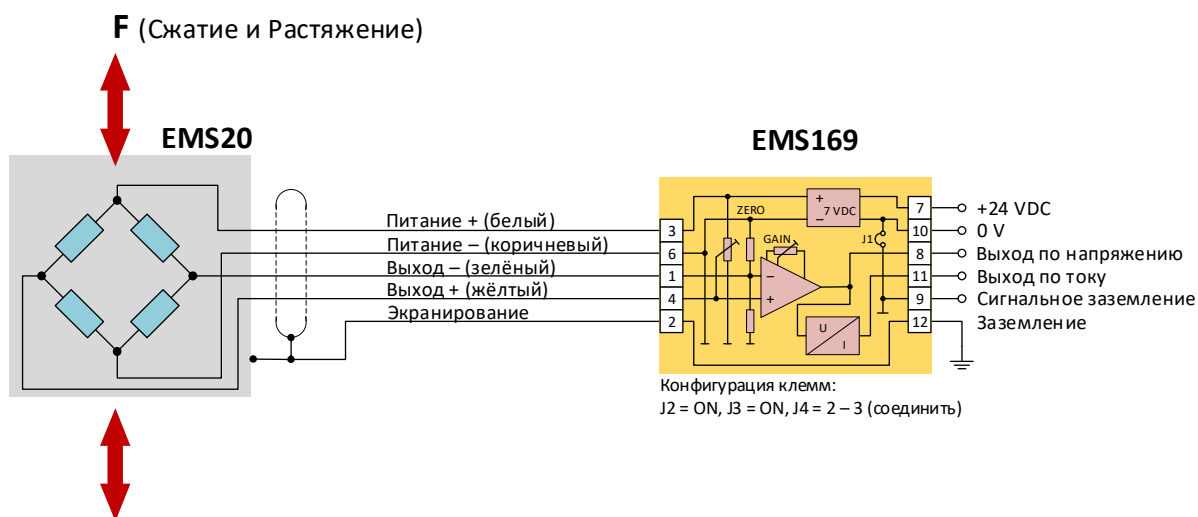 F (Сжатие и Растяжение)
EMS20
EMS169
Питание + (белый)
Питание – (коричневый)
Выход – (зелёный)
Выход + (жёлтый)
Экранирование
3
6
1
4
2
ZERO
GAIN
+
–
7 VDC
J1
–
+
U
I
7
10
8
11
9
12
+24 VDC
0 V
Выход по напряжению
Выход по току
Сигнальное заземление
Заземление
Конфигурация клемм:
J2 = ON, J3 = ON, J4 = 2 – 3 (соединить)